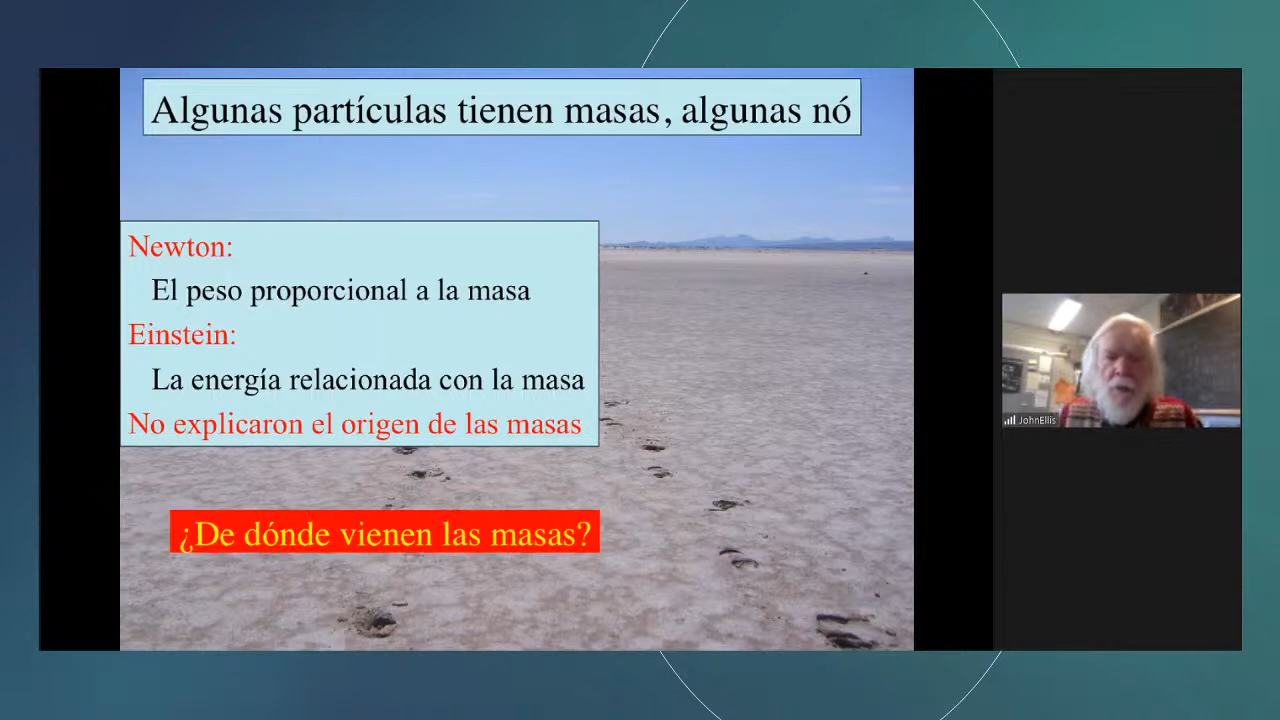 Algunas partículas tienen masas, algunas nó
Newton:
El peso proporcional a la masa
Einstein:
La energía relacionada con la masa
No explicaron el origen de las masas
¿De dónde vienen las masas?
JohnEllis